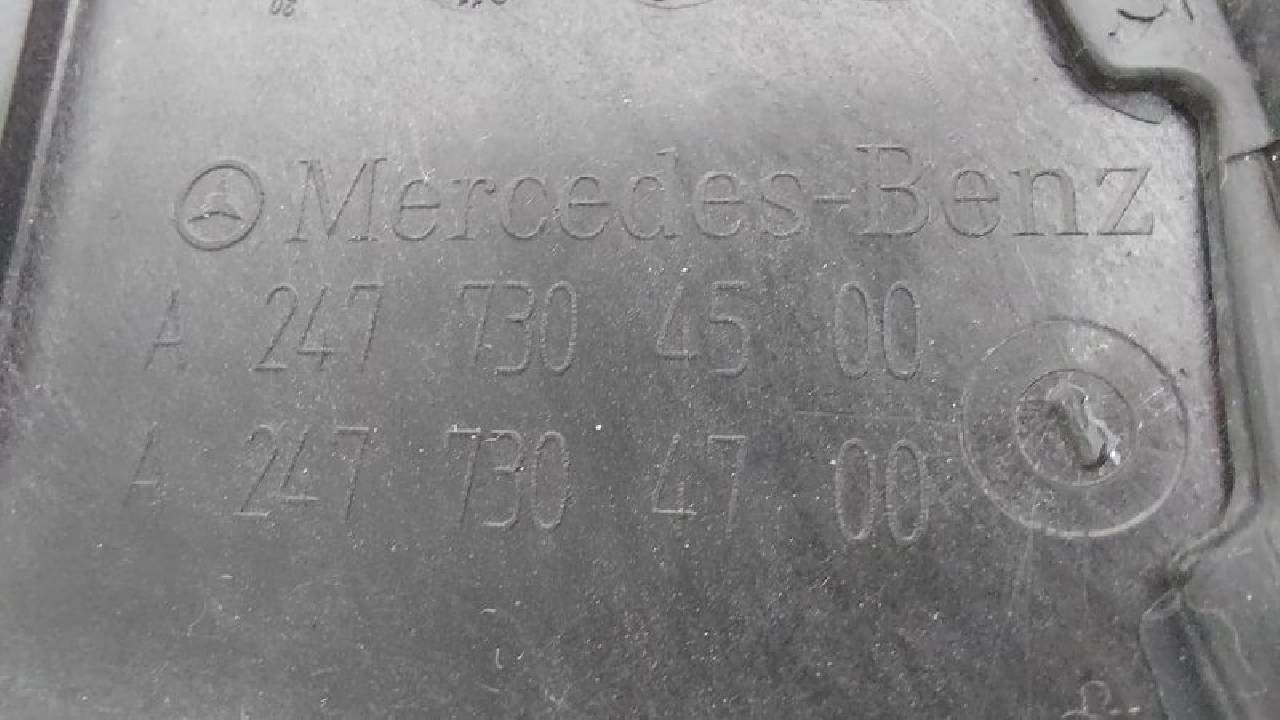 Mercedes-Benz
A 247 730 45 00
A 247 730 47 00